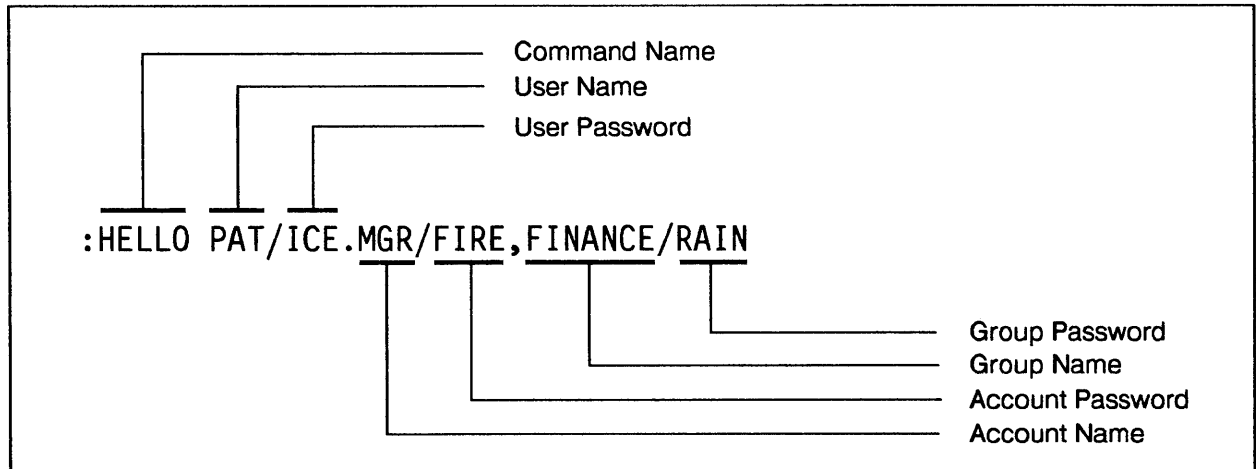 Command Name
User Name
User Password
:HELLO PAT/ICE.MGR/FIRE,FINANCE/RAIN
Group Password
Group Name
Account Password
Account Name